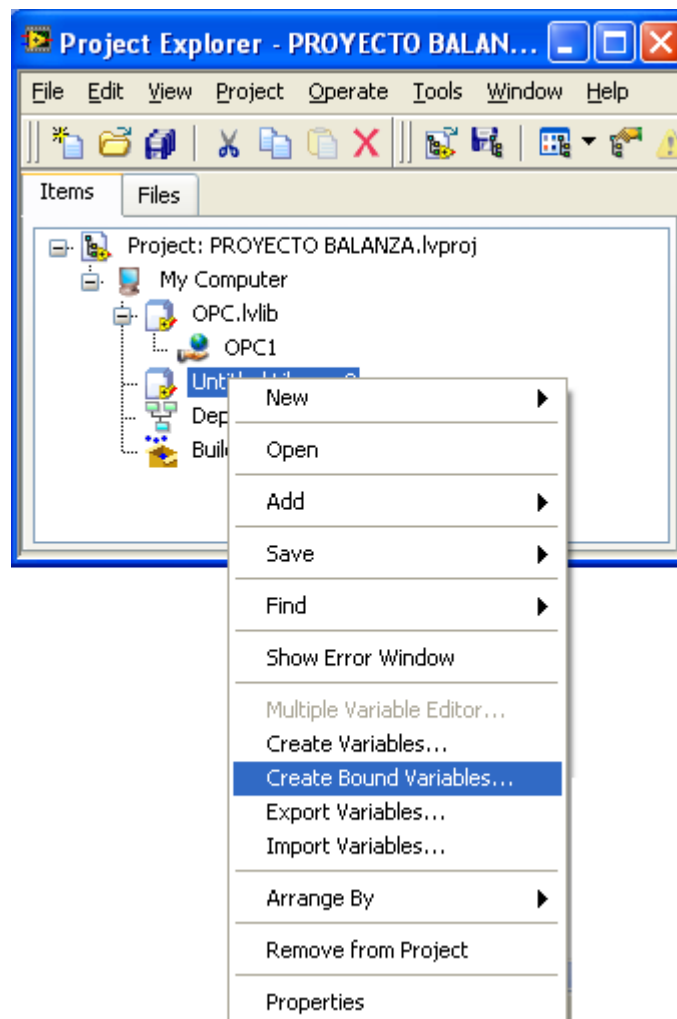 Project Explorer - PROYECTO BALAN...
File Edit View Project Operate Tools Window Help
Items Files
Project: PROYECTO BALANZA.lvproj
My Computer
OPC.lvlib
OPC1
New
Open
Add
Save
Find
Show Error Window
Multiple Variable Editor...
Create Variables...
Create Bound Variables...
Export Variables...
Import Variables...
Arrange By
Remove from Project
Properties